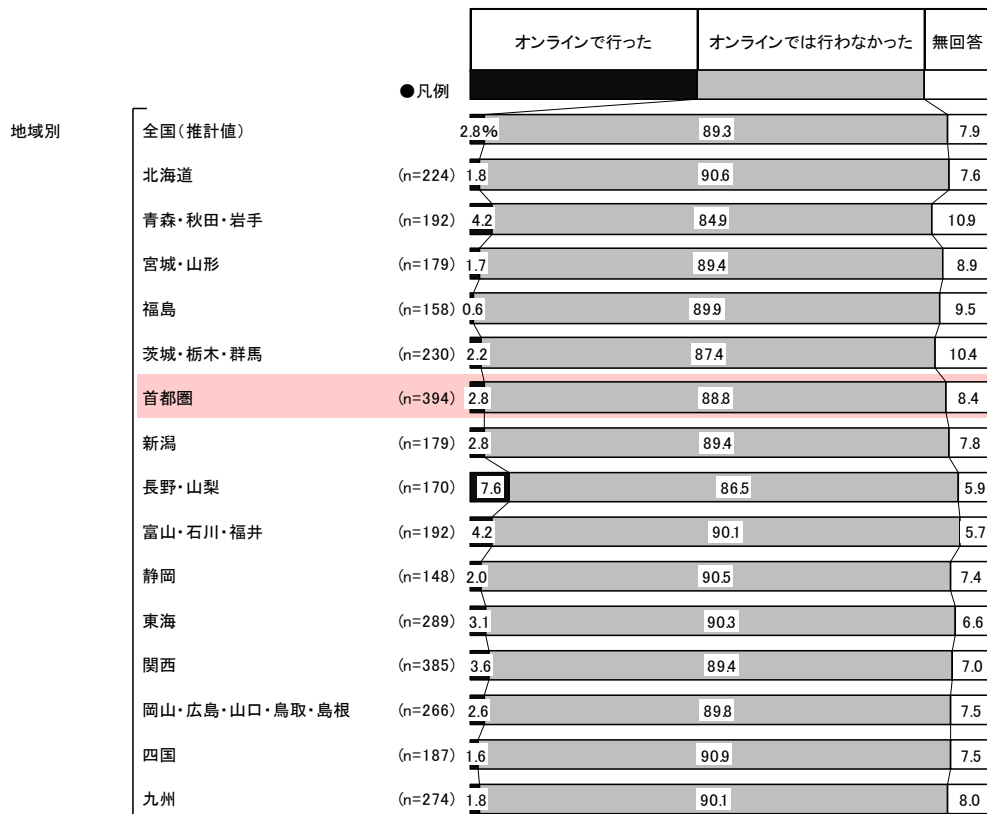 オンラインで行った オンラインでは行わなかった 無回答
●凡例
地域別 全国(推計値) 2.8% 89.3 7.9
北海道 (n=224) 1.8 90.6 7.6
青森・秋田・岩手 (n=192) 4.2 84.9 10.9
宮城・山形 (n=179) 1.7 89.4 8.9
福島 (n=158) 0.6 89.9 9.5
茨城・栃木・群馬 (n=230) 2.2 87.4 10.4
首都圏 (n=394) 2.8 88.8 8.4
新潟 (n=179) 2.8 89.4 7.8
長野・山梨 (n=170) 7.6 86.5 5.9
富山・石川・福井 (n=192) 4.2 90.1 5.7
静岡 (n=148) 2.0 90.5 7.4
東海 (n=289) 3.1 90.3 6.6
関西 (n=385) 3.6 89.4 7.0
岡山・広島・山口・鳥取・島根 (n=266) 2.6 89.8 7.5
四国 (n=187) 1.6 90.9 7.5
九州 (n=274) 1.8 90.1 8.0